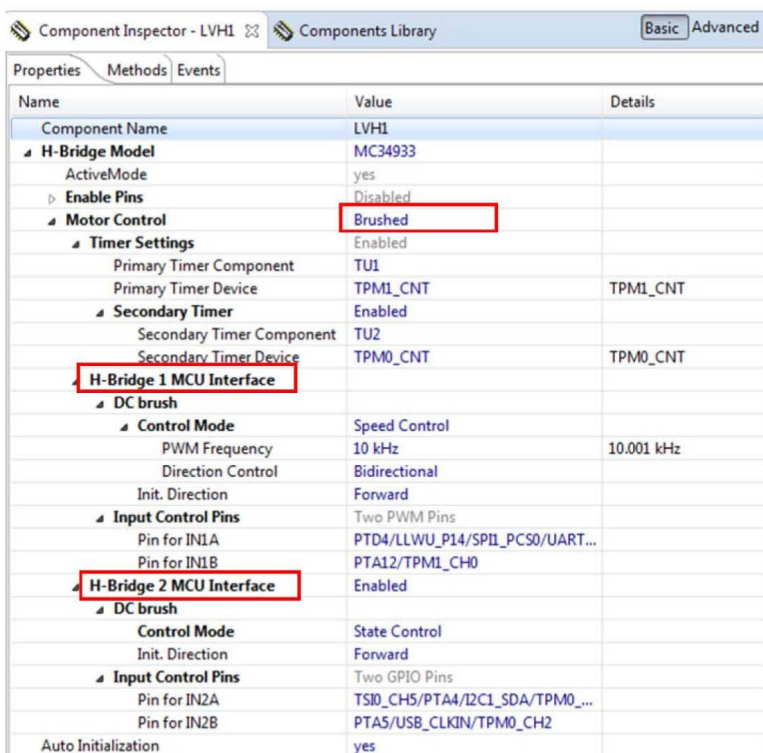 Component Inspector - LVH1 Components Library Basic Advanced
Properties Methods Events
Name Value Details
Component Name LVH1
H-Bridge Model MC34933
ActiveMode yes
Enable Pins Disabled
Motor Control Brushed
Timer Settings Enabled
Primary Timer Component TU1
Primary Timer Device TPM1_CNT TPM1_CNT
Secondary Timer Enabled
Secondary Timer Component TU2
Secondary Timer Device TPM0_CNT TPM0_CNT
H-Bridge 1 MCU Interface
DC brush
Control Mode Speed Control
PWM Frequency 10 kHz 10.001 kHz
Direction Control Bidirectional
Init. Direction Forward
Input Control Pins Two PWM Pins
Pin for IN1A PTD4/LLWU_P14/SPI1_PCS0/UART...
Pin for IN1B PTA12/TPM1_CH0
H-Bridge 2 MCU Interface Enabled
DC brush
Control Mode State Control
Init. Direction Forward
Input Control Pins Two GPIO Pins
Pin for IN2A TSI0_CH5/PTA4/I2C1_SDA/TPM0_...
Pin for IN2B PTA5/USB_CLKIN/TPM0_CH2
Auto Initialization yes